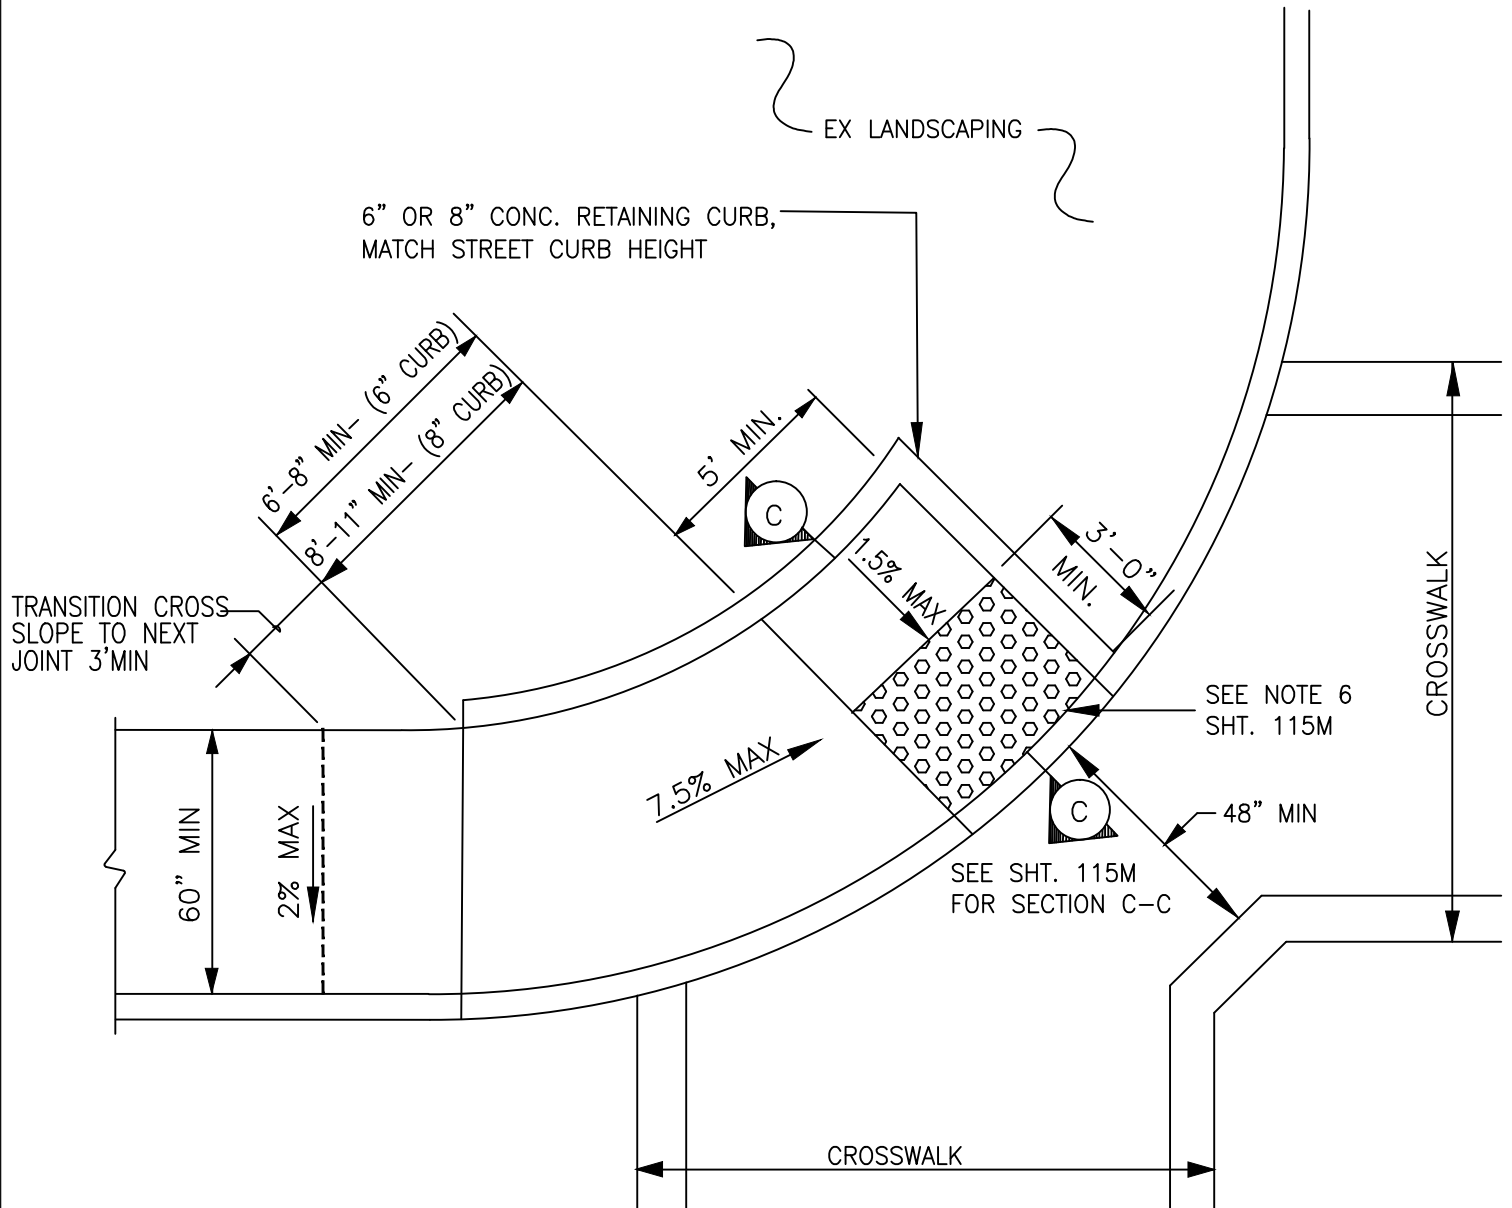 EX LANDSCAPING
6” OR 8” CONC. RETAINING CURB,
MATCH STREET CURB HEIGHT
6’-8” MIN- (6” CURB)
8’-11” MIN- (8” CURB)
5’ MIN.
C
1.5% MAX
3’-0”
MIN.
TRANSITION CROSS
SLOPE TO NEXT
JOINT 3’MIN
CROSSWALK
SEE NOTE 6
SHT. 115M
7.5% MAX
60” MIN
2% MAX
C
48” MIN
SEE SHT. 115M
FOR SECTION C-C
CROSSWALK